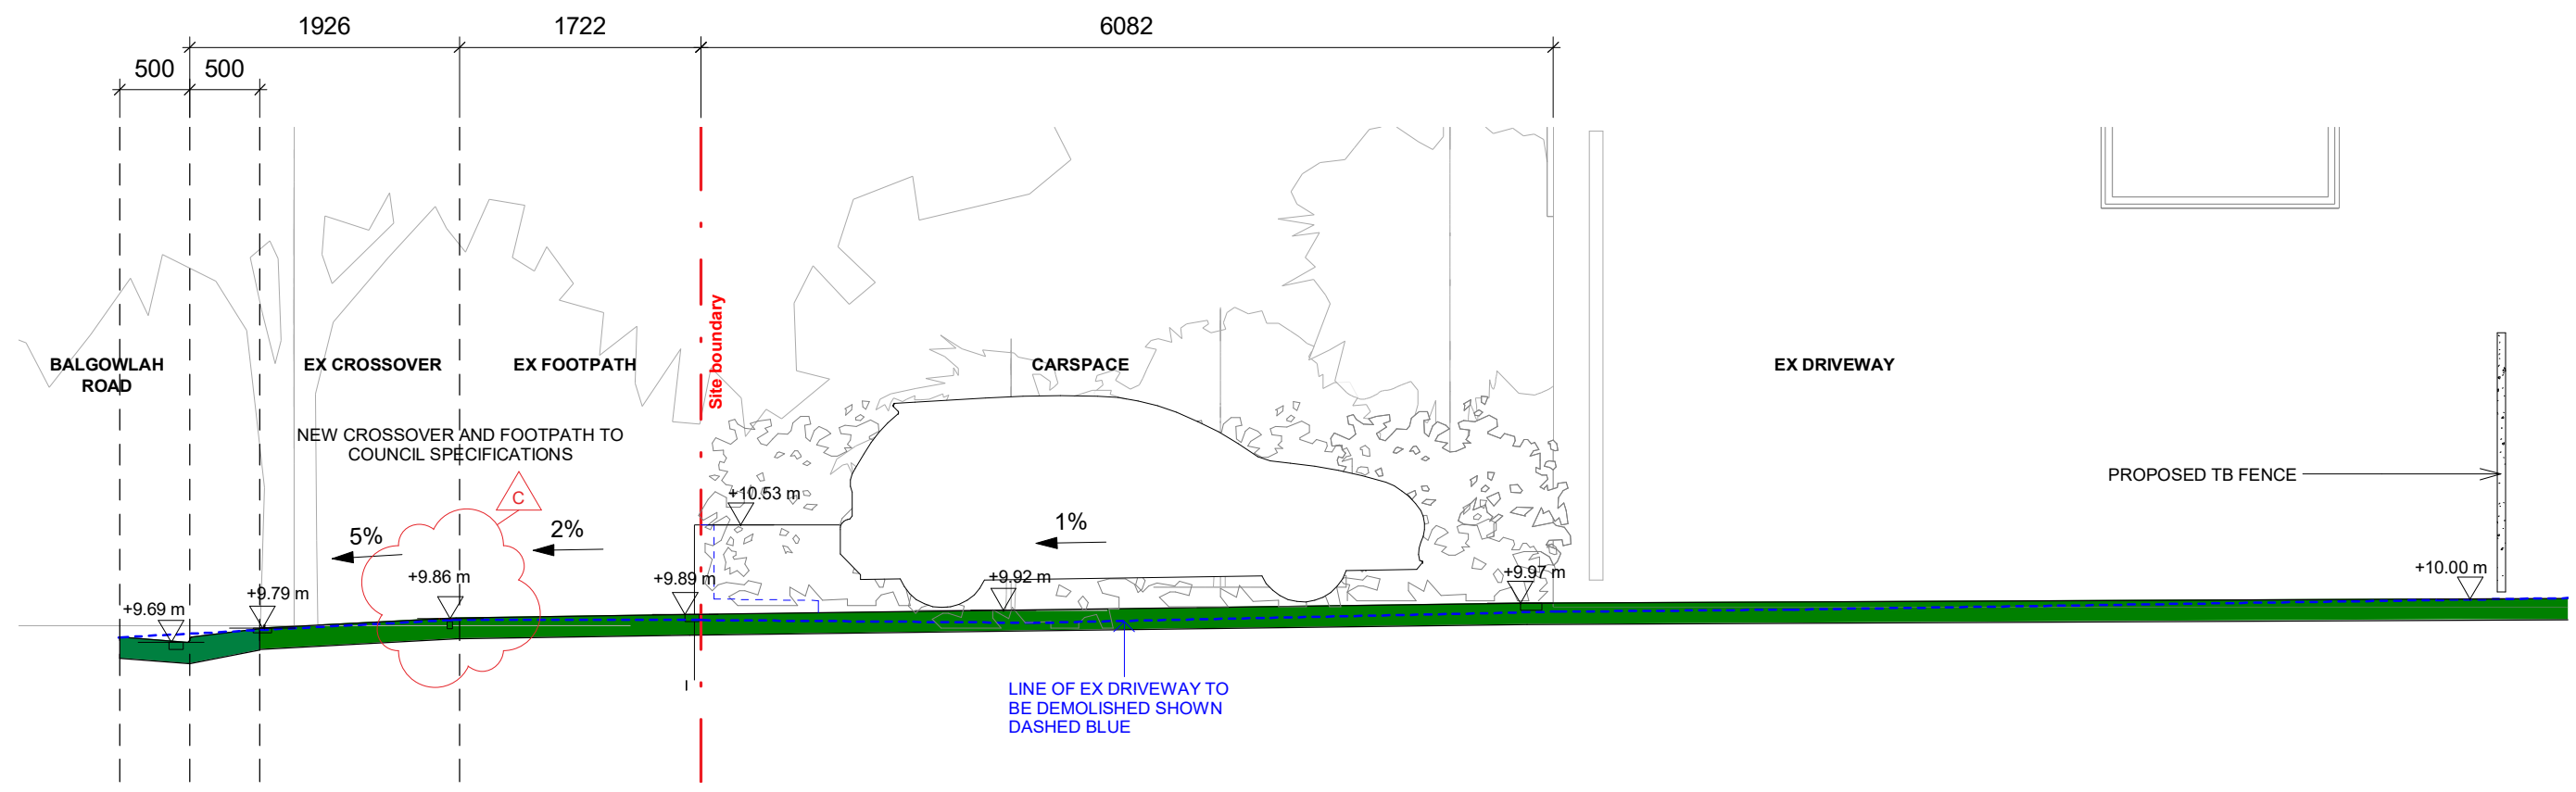 1926
1722
6082
500
500
Site boundary
BALGOWLAH
ROAD
EX CROSSOVER
EX FOOTPATH
CARSPACE
EX DRIVEWAY
NEW CROSSOVER AND FOOTPATH TO
COUNCIL SPECIFICATIONS
PROPOSED TB FENCE
C
+10.53 m
5%
2%
1%
+9.69 m
+9.79 m
+9.86 m
+9.89 m
+9.92 m
+9.97 m
+10.00 m
LINE OF EX DRIVEWAY TO
BE DEMOLISHED SHOWN
DASHED BLUE